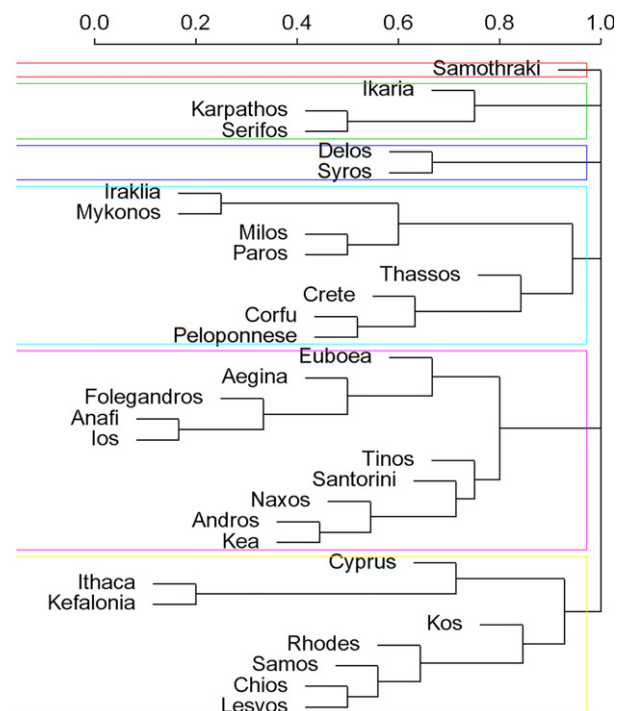 0.0 0.2 0.4 0.6 0.8 1.0
Samothraki
Ikaria
Karpathos
Serifos
Delos
Syros
Iraklia
Mykonos
Milos
Paros
Thassos
Crete
Corfu
Peloponnese
Euboea
Aegina
Folegandros
Anafi
Ios
Tinos
Santorini
Naxos
Andros
Kea
Cyprus
Ithaca
Kefalonia
Kos
Rhodes
Samos
Chios
Lesvos